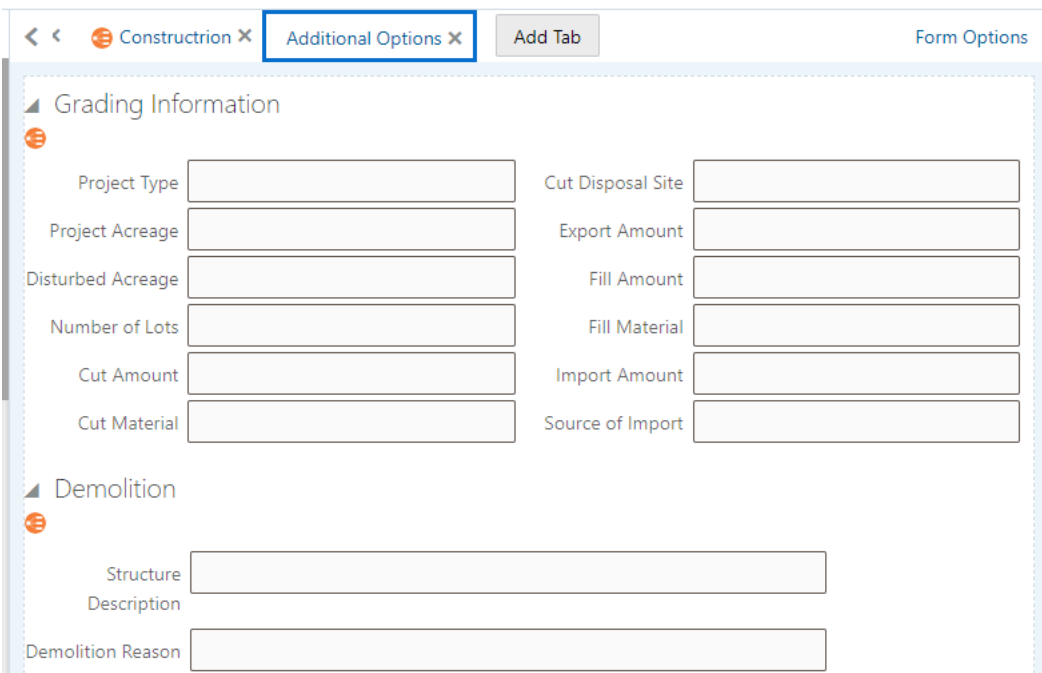 Constructrion Additional Options Add Tab Form Options
Grading Information
Project Type Cut Disposal Site
Project Acreage Export Amount
Disturbed Acreage Fill Amount
Number of Lots Fill Material
Cut Amount Import Amount
Cut Material Source of Import
Demolition
Structure
Description
Demolition Reason